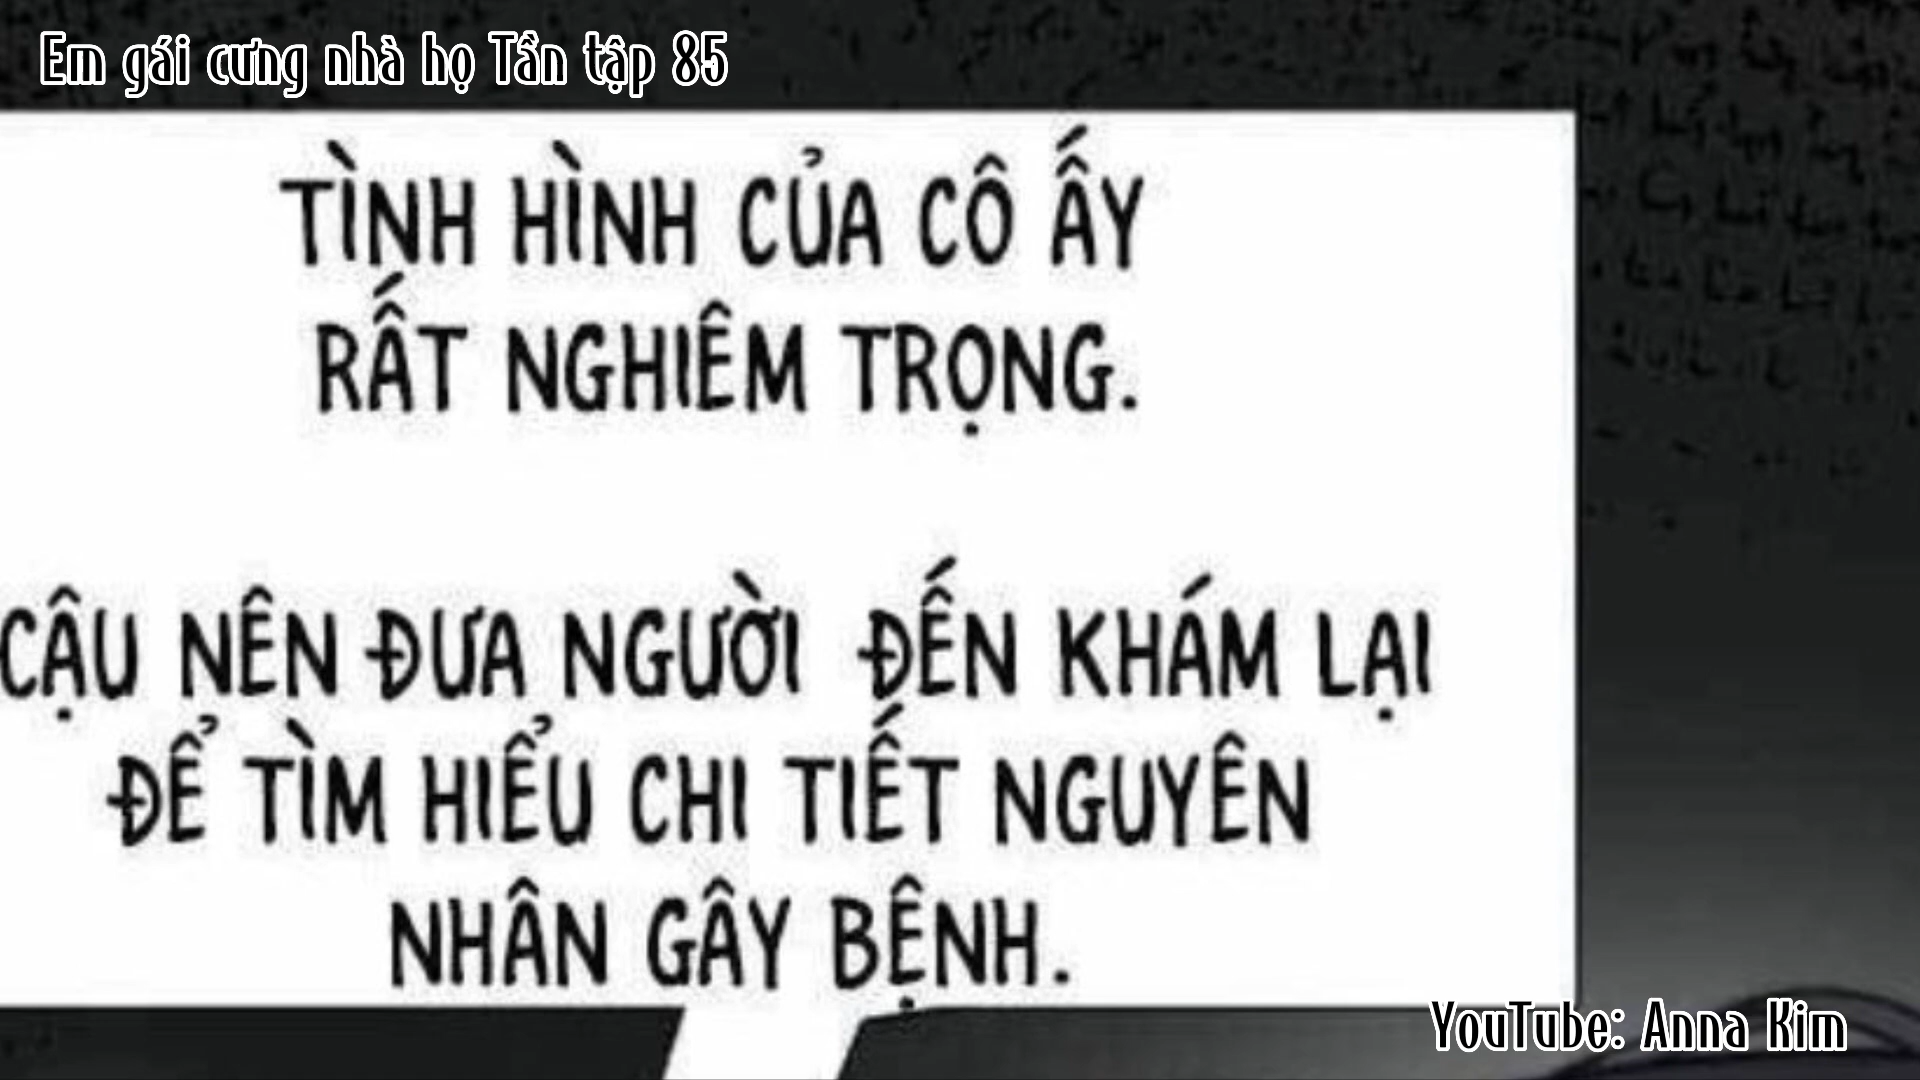 Em gái cưng nhà họ Tần tập 85
TÌNH HÌNH CỦA CÔ ẤY
RẤT NGHIÊM TRỌNG.
CẬU NÊN ĐƯA NGƯỜI ĐẾN KHÁM LẠI
ĐỂ TÌM HIỂU CHI TIẾT NGUYÊN
NHÂN GÂY BỆNH.
YouTube: Anna Kim